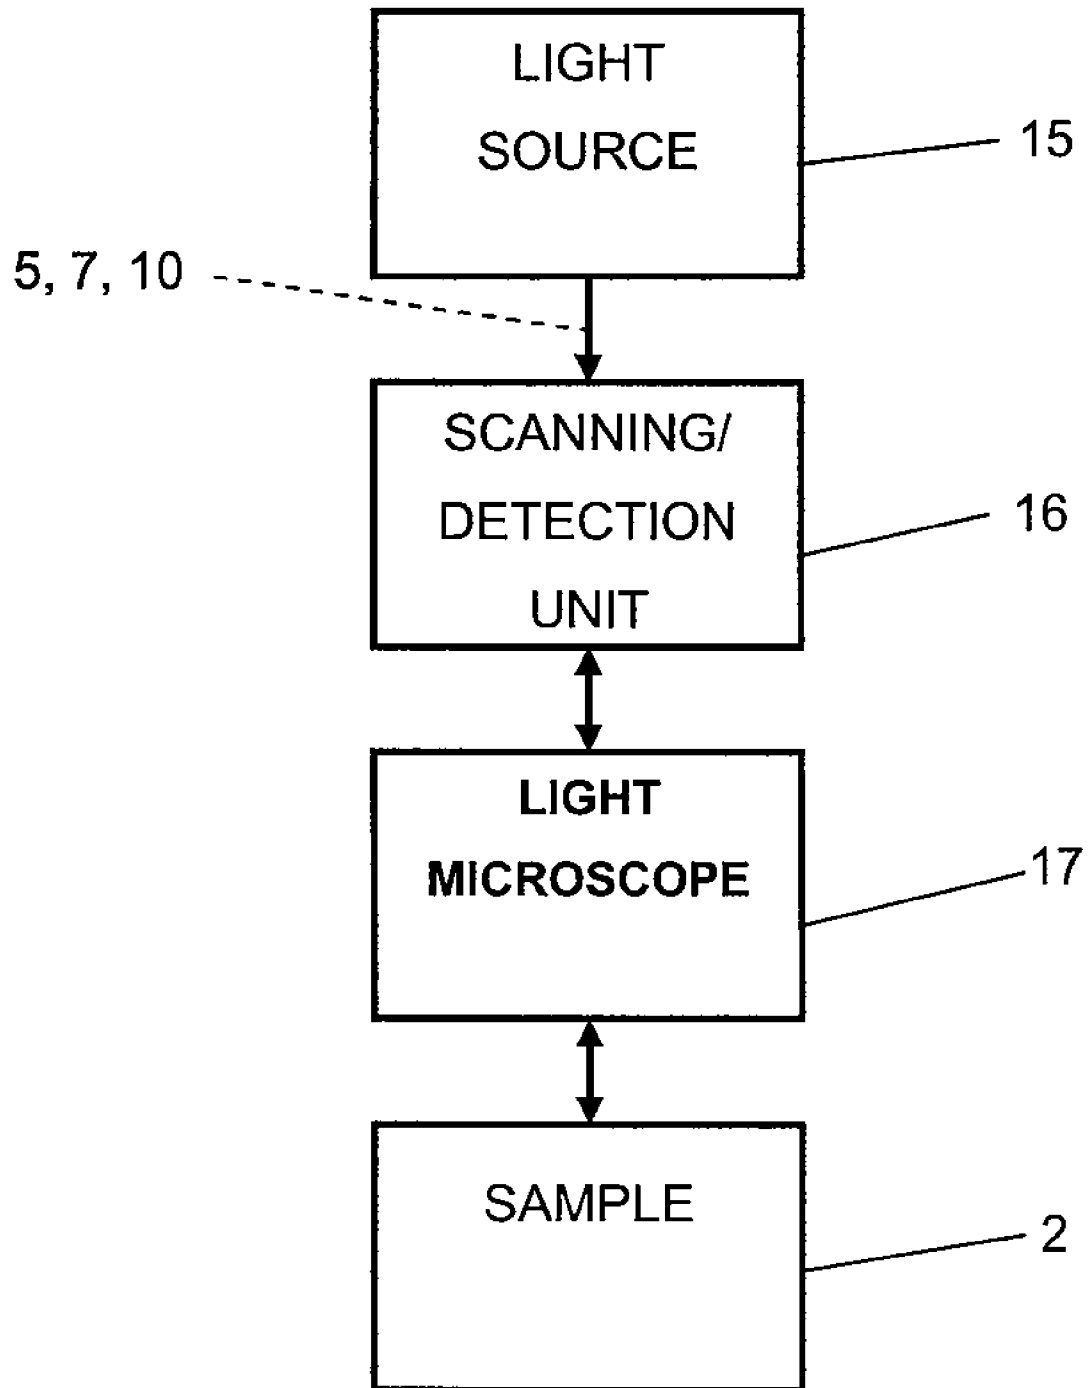 LIGHT
SOURCE
15
5, 7, 10
SCANNING/
DETECTION
UNIT
16
LIGHT
MICROSCOPE
17
SAMPLE
2